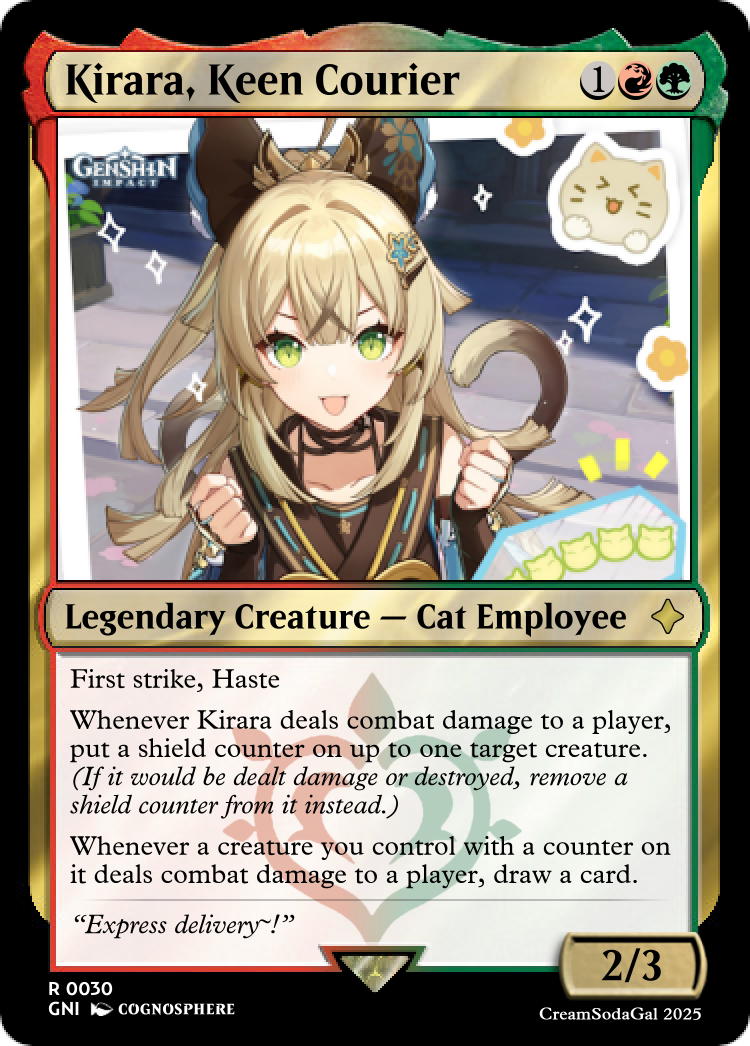 Kirara, Keen Courier
1
GENSHIN
IMPACT
Legendary Creature — Cat Employee
First strike, Haste
Whenever Kirara deals combat damage to a player,
put a shield counter on up to one target creature.
(If it would be dealt damage or destroyed, remove a
shield counter from it instead.)
Whenever a creature you control with a counter on
it deals combat damage to a player, draw a card.
“Express delivery~!”
2/3
R 0030
GNI COGNOSPHERE
CreamSodaGal 2025